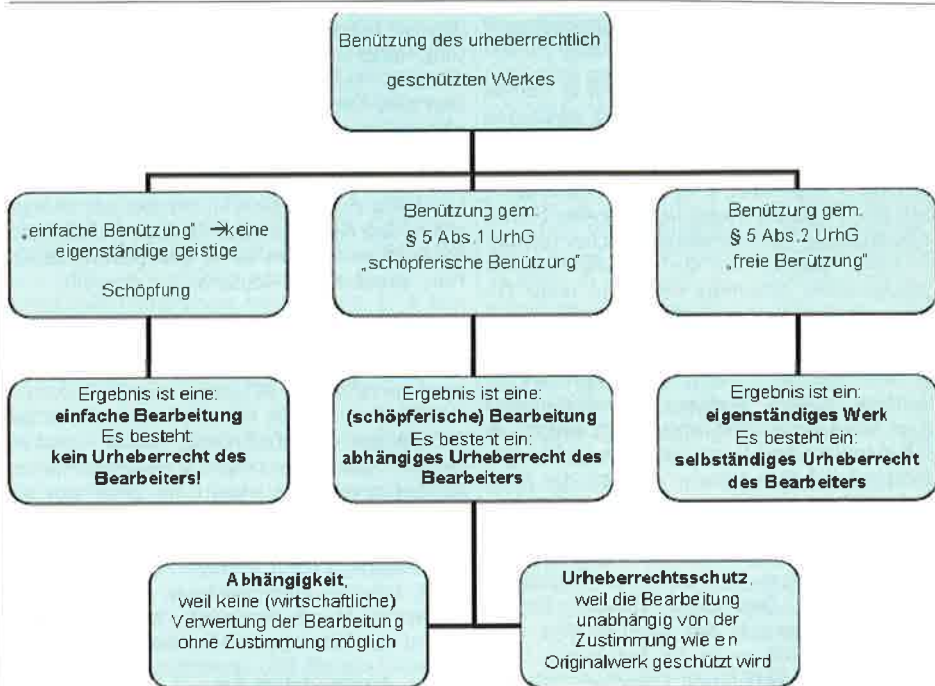 Benützung des urheberrechtlich
geschützten Werkes
„einfache Benützung" → keine
eigenständige geistige
Schöpfung
Benützung gem.
§ 5 Abs.1 UrhG
„schöpferische Benützung"
Benützung gem.
§ 5 Abs.2 UrhG
„freie Benützung"
Ergebnis ist eine:
einfache Bearbeitung
Es besteht:
kein Urheberrecht des
Bearbeiters!
Ergebnis ist eine:
(schöpferische) Bearbeitung
Es besteht ein:
abhängiges Urheberrecht des
Bearbeiters
Ergebnis ist ein:
eigenständiges Werk
Es besteht ein:
selbständiges Urheberrecht
des Bearbeiters
Abhängigkeit,
weil keine (wirtschaftliche)
Verwertung der Bearbeitung
ohne Zustimmung möglich
Urheberrechtsschutz,
weil die Bearbeitung
unabhängig von der
Zustimmung wie ein
Originalwerk geschützt wird